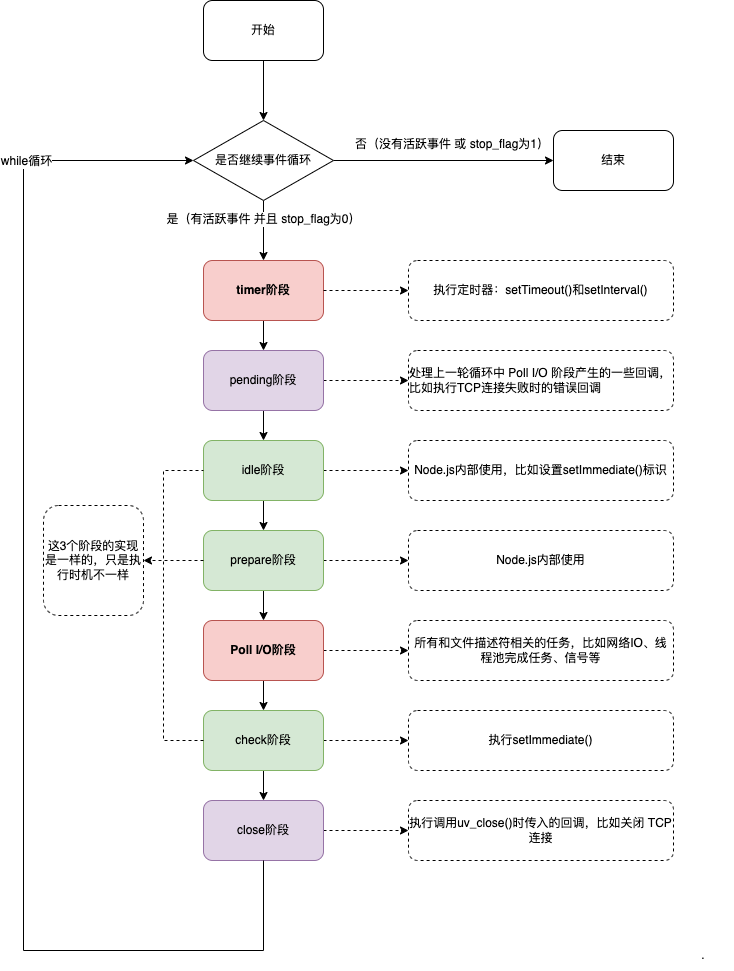 开始
while循环
是否继续事件循环
否（没有活跃事件 或 stop_flag为1）
结束
是（有活跃事件 并且 stop_flag为0）
timer阶段
执行定时器：setTimeout()和setInterval()
pending阶段
处理上一轮循环中 Poll I/O 阶段产生的一些回调，
比如执行TCP连接失败时的错误回调
idle阶段
Node.js内部使用，比如设置setImmediate()标识
这3个阶段的实现
是一样的，只是执
行时机不一样
prepare阶段
Node.js内部使用
Poll I/O阶段
所有和文件描述符相关的任务，比如网络IO、线
程池完成任务、信号等
check阶段
执行setImmediate()
close阶段
执行调用uv_close()时传入的回调，比如关闭 TCP
连接